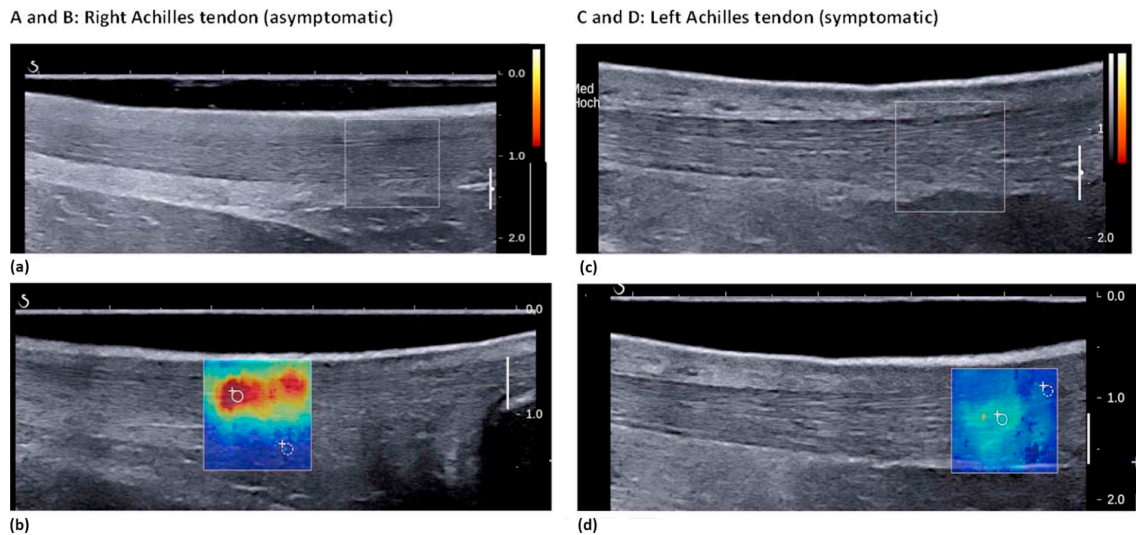 A and B: Right Achilles tendon (asymptomatic)
C and D: Left Achilles tendon (symptomatic)
0.0
1.0
2.0
(a)
Med
Hoch
1
2.0
(c)
0.0
1.0
(b)
0.0
1.0
2.0
(d)